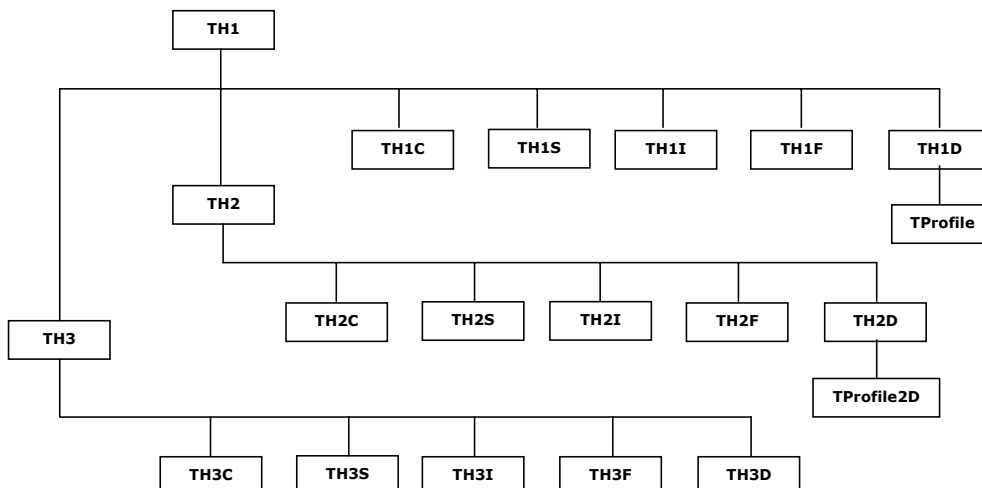 TH1
TH1C
TH1S
TH1I
TH1F
TH1D
TH2
TProfile
TH2C
TH2S
TH2I
TH2F
TH2D
TH3
TProfile2D
TH3C
TH3S
TH3I
TH3F
TH3D